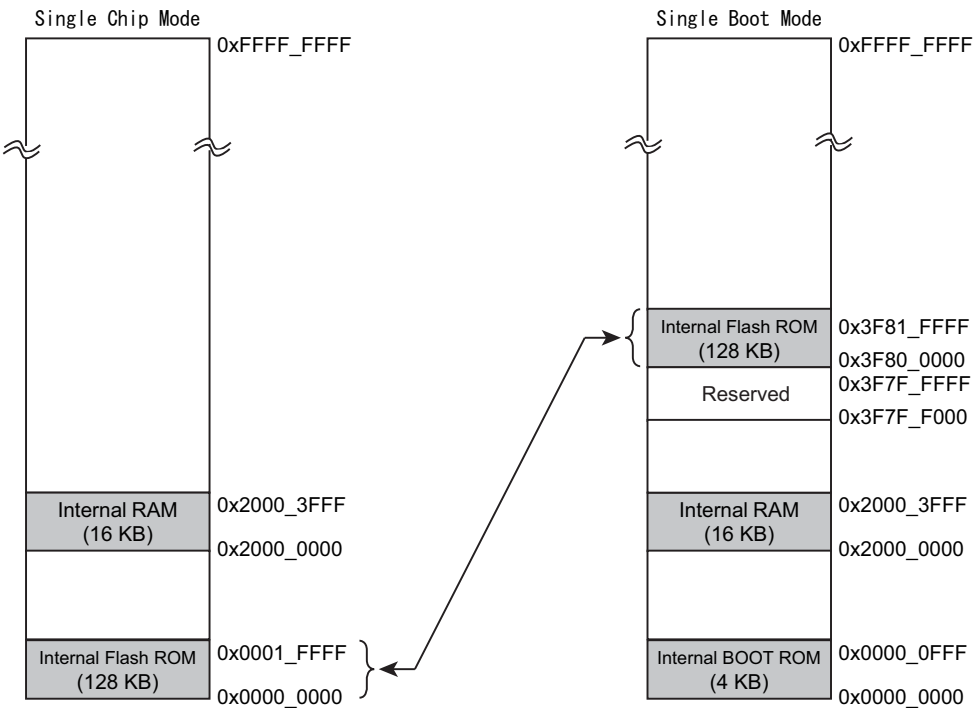 Single Chip Mode
0xFFFF_FFFF
Internal RAM
(16 KB)
0x2000_3FFF
0x2000_0000
Internal Flash ROM
(128 KB)
0x0001_FFFF
0x0000_0000
Single Boot Mode
0xFFFF_FFFF
Internal Flash ROM
(128 KB)
0x3F81_FFFF
0x3F80_0000
Reserved
0x3F7F_FFFF
0x3F7F_F000
Internal RAM
(16 KB)
0x2000_3FFF
0x2000_0000
Internal BOOT ROM
(4 KB)
0x0000_0FFF
0x0000_0000